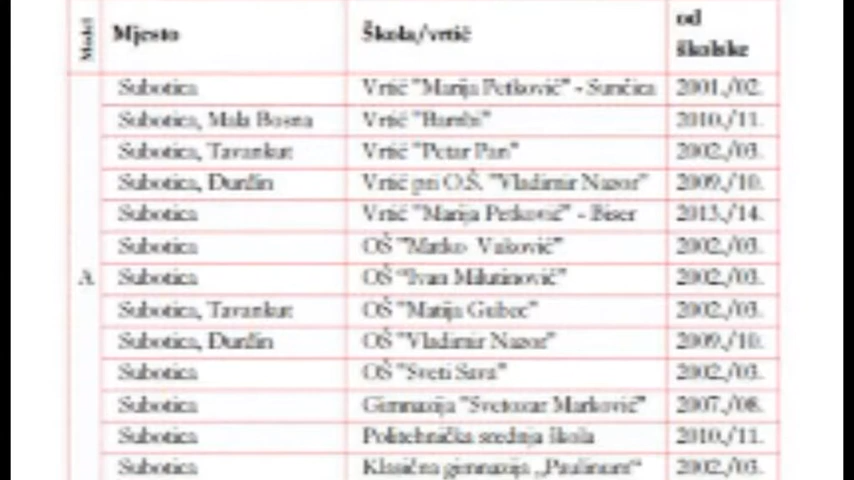 Model Mjesto Škola/vrtić od školske
Subotica Vrtić "Marija Petković" - Sunčica 2001./02.
Subotica, Mala Bosna Vrtić "Bambi" 2010./11.
Subotica, Tavankut Vrtić "Petar Pan" 2002./03.
Subotica, Đurđin Vrtić pri O.Š. "Vladimir Nazor" 2009./10.
Subotica Vrtić "Marija Petković" - Biser 2013./14.
Subotica OŠ "Matko Vuković" 2002./03.
A Subotica OŠ "Ivan Milutinović" 2002./03.
Subotica, Tavankut OŠ "Matija Gubec" 2002./03.
Subotica, Đurđin OŠ "Vladimir Nazor" 2009./10.
Subotica OŠ "Sveti Sava" 2002./03.
Subotica Gimnazija "Svetozar Marković" 2007./08.
Subotica Politehnička srednja škola 2010./11.
Subotica Klasična gimnazija „Paulinum“ 2002./03.